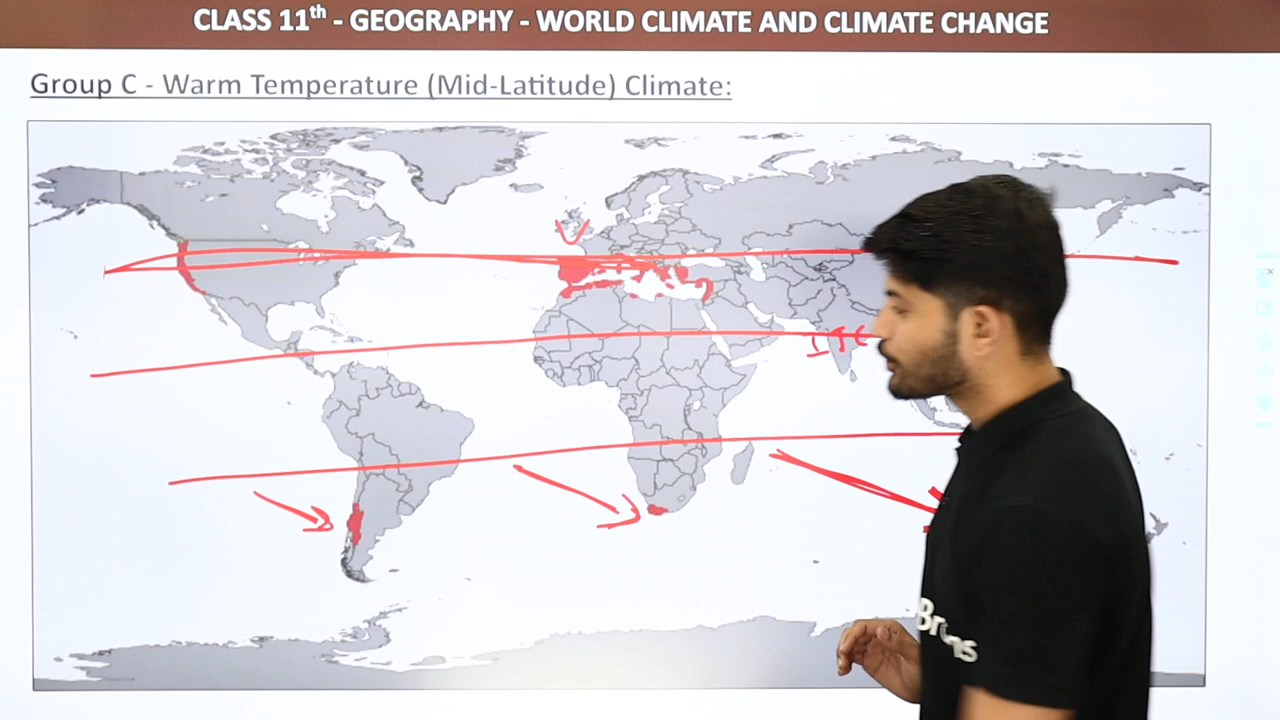 CLASS 11th - GEOGRAPHY - WORLD CLIMATE AND CLIMATE CHANGE
Group C - Warm Temperature (Mid-Latitude) Climate: